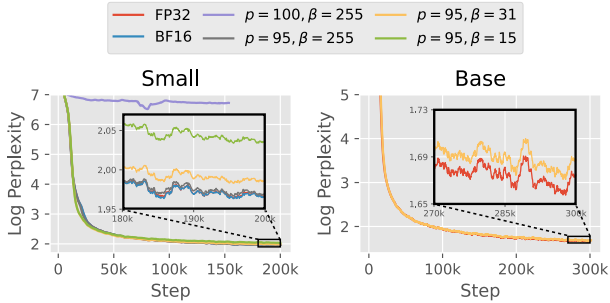 FP32 p = 100, β = 255 p = 95, β = 31
BF16 p = 95, β = 255 p = 95, β = 15
Small
Log Perplexity
7
6
5
4
3
2
2.05
2.00
1.95
180k 190k 200k
0 50k 100k 150k 200k
Step
Base
Log Perplexity
5
4
3
2
1.73
1.69
1.65
270k 285k 300k
0 100k 200k 300k
Step